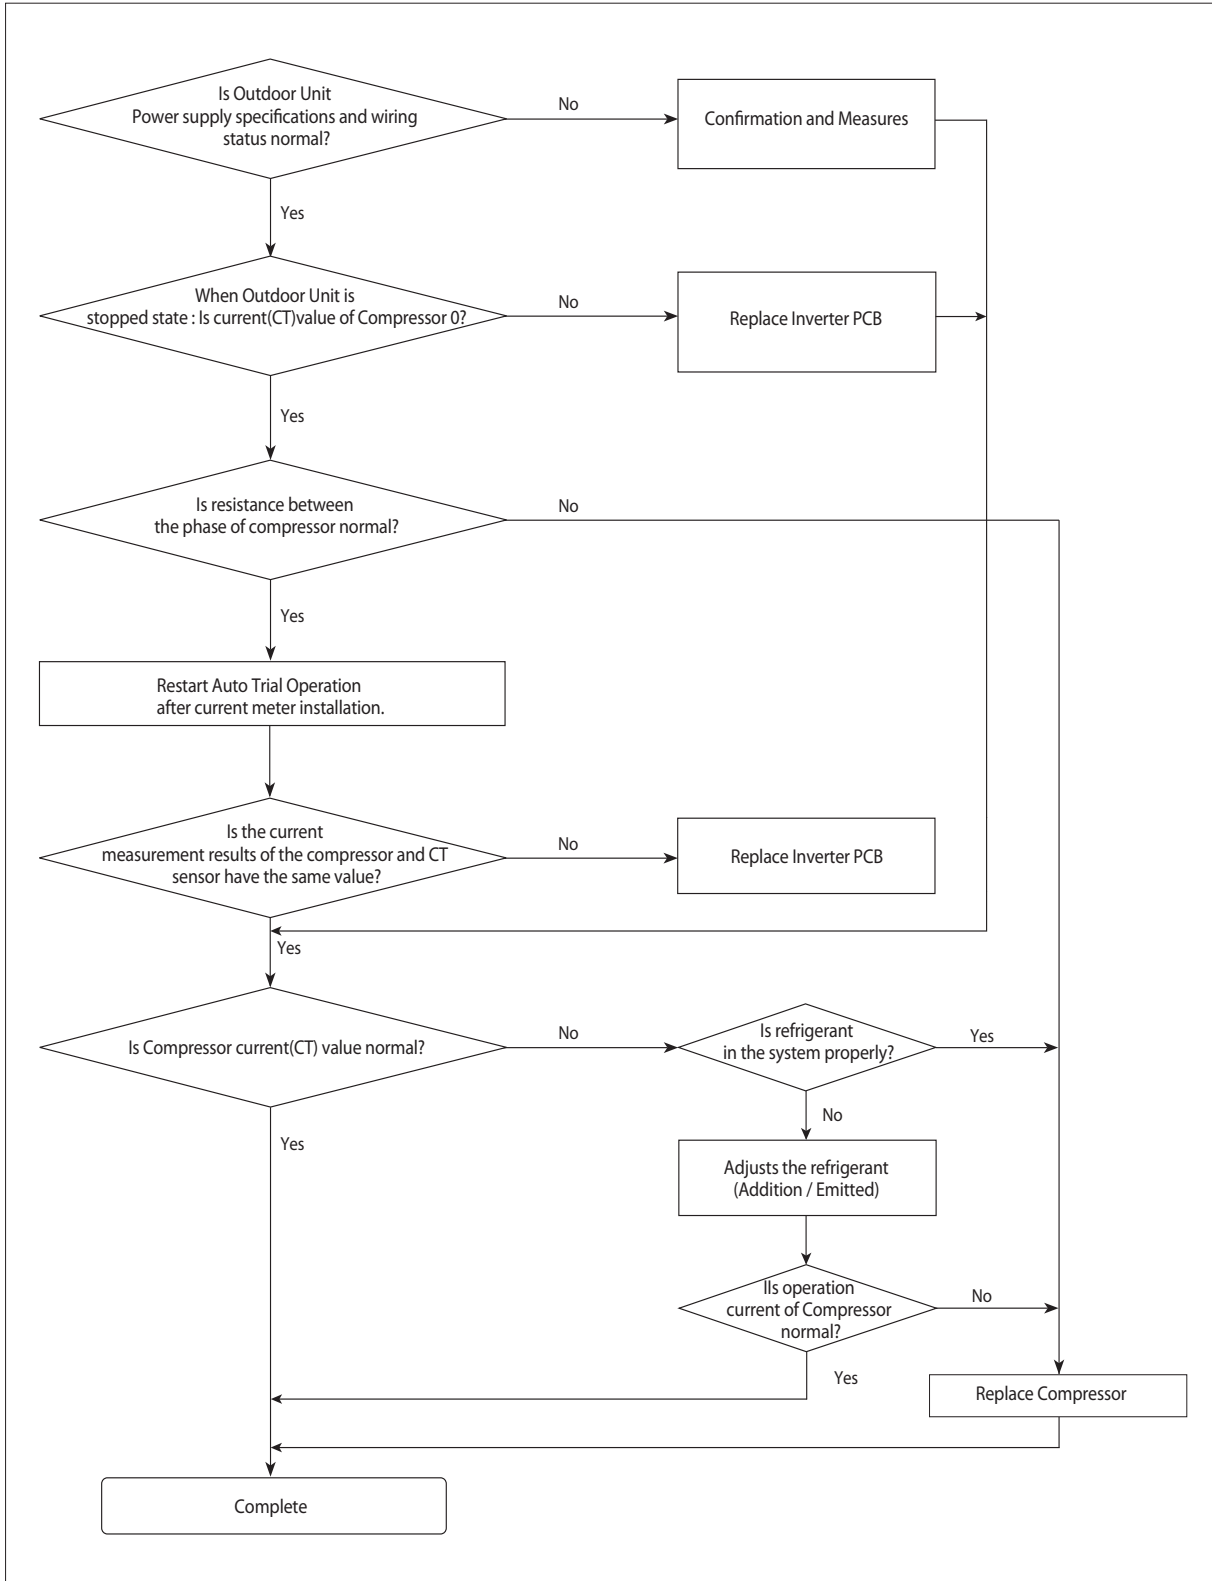 Is Outdoor Unit
Power supply specifications and wiring
status normal?
No
Confirmation and Measures
Yes
When Outdoor Unit is
stopped state : Is current(CT)value of Compressor 0?
No
Replace Inverter PCB
Yes
Is resistance between
the phase of compressor normal?
No
Yes
Restart Auto Trial Operation
after current meter installation.
Is the current
measurement results of the compressor and CT
sensor have the same value?
No
Replace Inverter PCB
Yes
Is Compressor current(CT) value normal?
No
Is refrigerant
in the system properly?
Yes
No
Yes
Adjusts the refrigerant
(Addition / Emitted)
IIs operation
current of Compressor
normal?
No
Yes
Replace Compressor
Complete